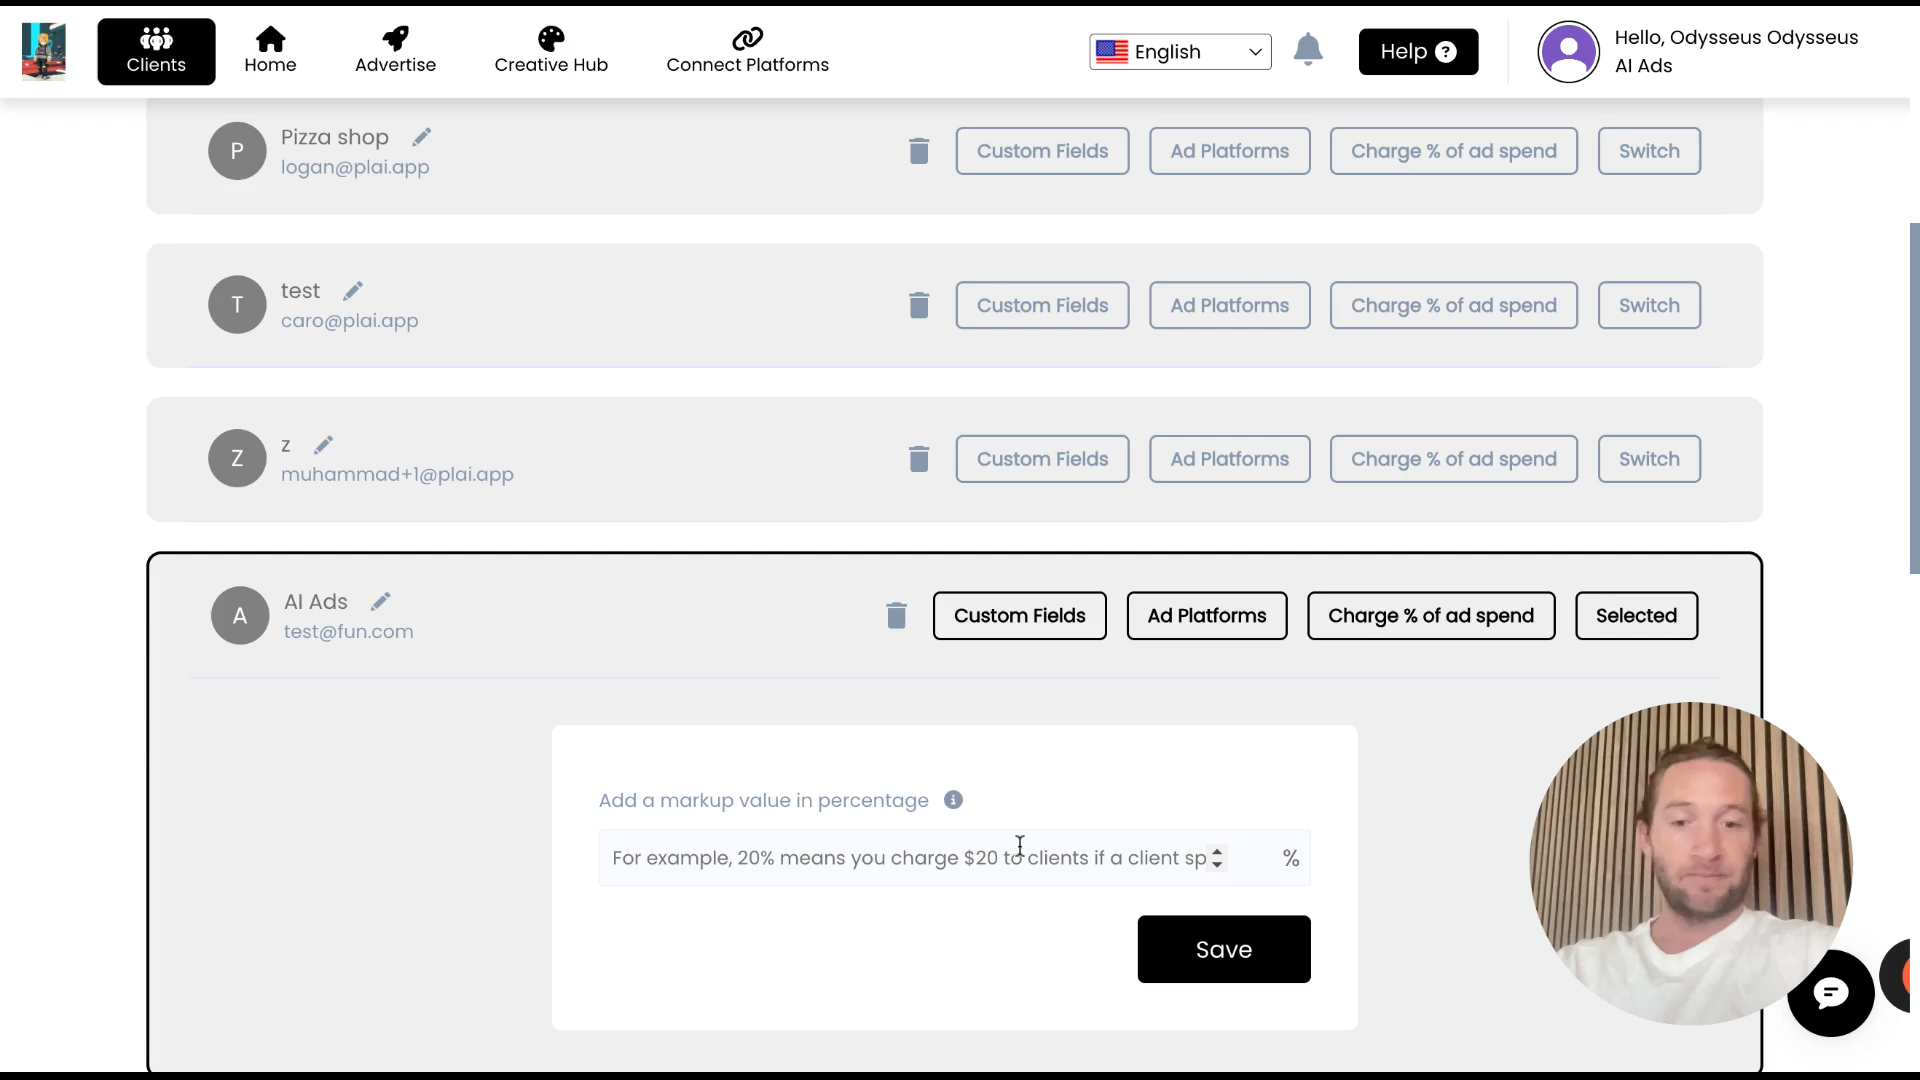 Clients
Home
Advertise
Creative Hub
Connect Platforms
English
Help
Hello, Odysseus Odysseus
AI Ads
P
Pizza shop
logan@plai.app
Custom Fields
Ad Platforms
Charge % of ad spend
Switch
T
test
caro@plai.app
Custom Fields
Ad Platforms
Charge % of ad spend
Switch
Z
z
muhammad+1@plai.app
Custom Fields
Ad Platforms
Charge % of ad spend
Switch
A
AI Ads
test@fun.com
Custom Fields
Ad Platforms
Charge % of ad spend
Selected
Add a markup value in percentage
For example, 20% means you charge $20 to clients if a client sp
%
Save